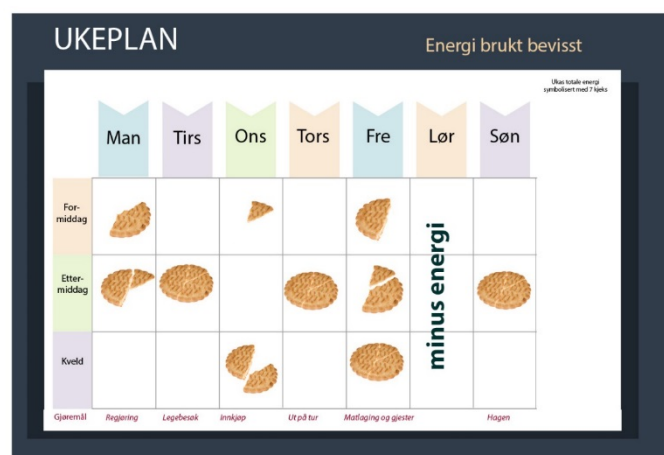 UKEPLAN
Energi brukt bevisst
Ukas totale energi
symbolisert med 7 kjeks
Man Tirs Ons Tors Fre Lør Søn
For-
middag
Etter-
middag
minus energi
Kveld
Gjøremål Regjøring Legebesøk innkjøp Ut på tur Matlaging og gjester Hagen